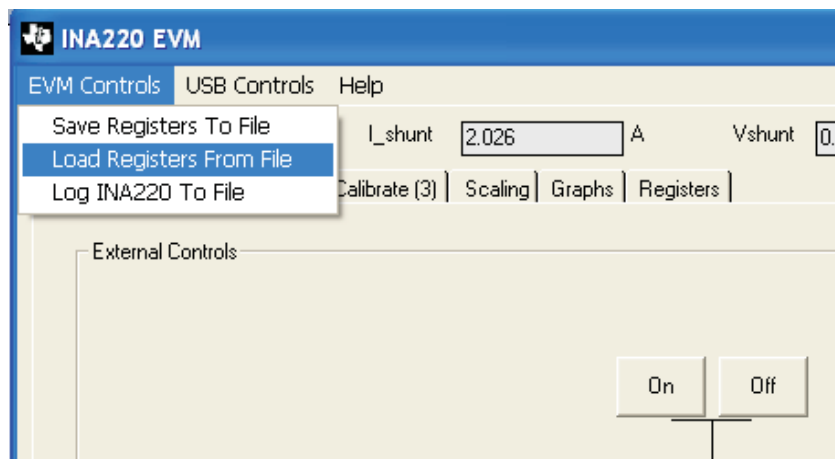 INA220 EVM
EVM Controls USB Controls Help
Save Registers To File
Load Registers From File
Log INA220 To File
I_shunt 2.026 A Vshunt 0.
Calibrate (3) Scaling Graphs Registers
External Controls
On Off